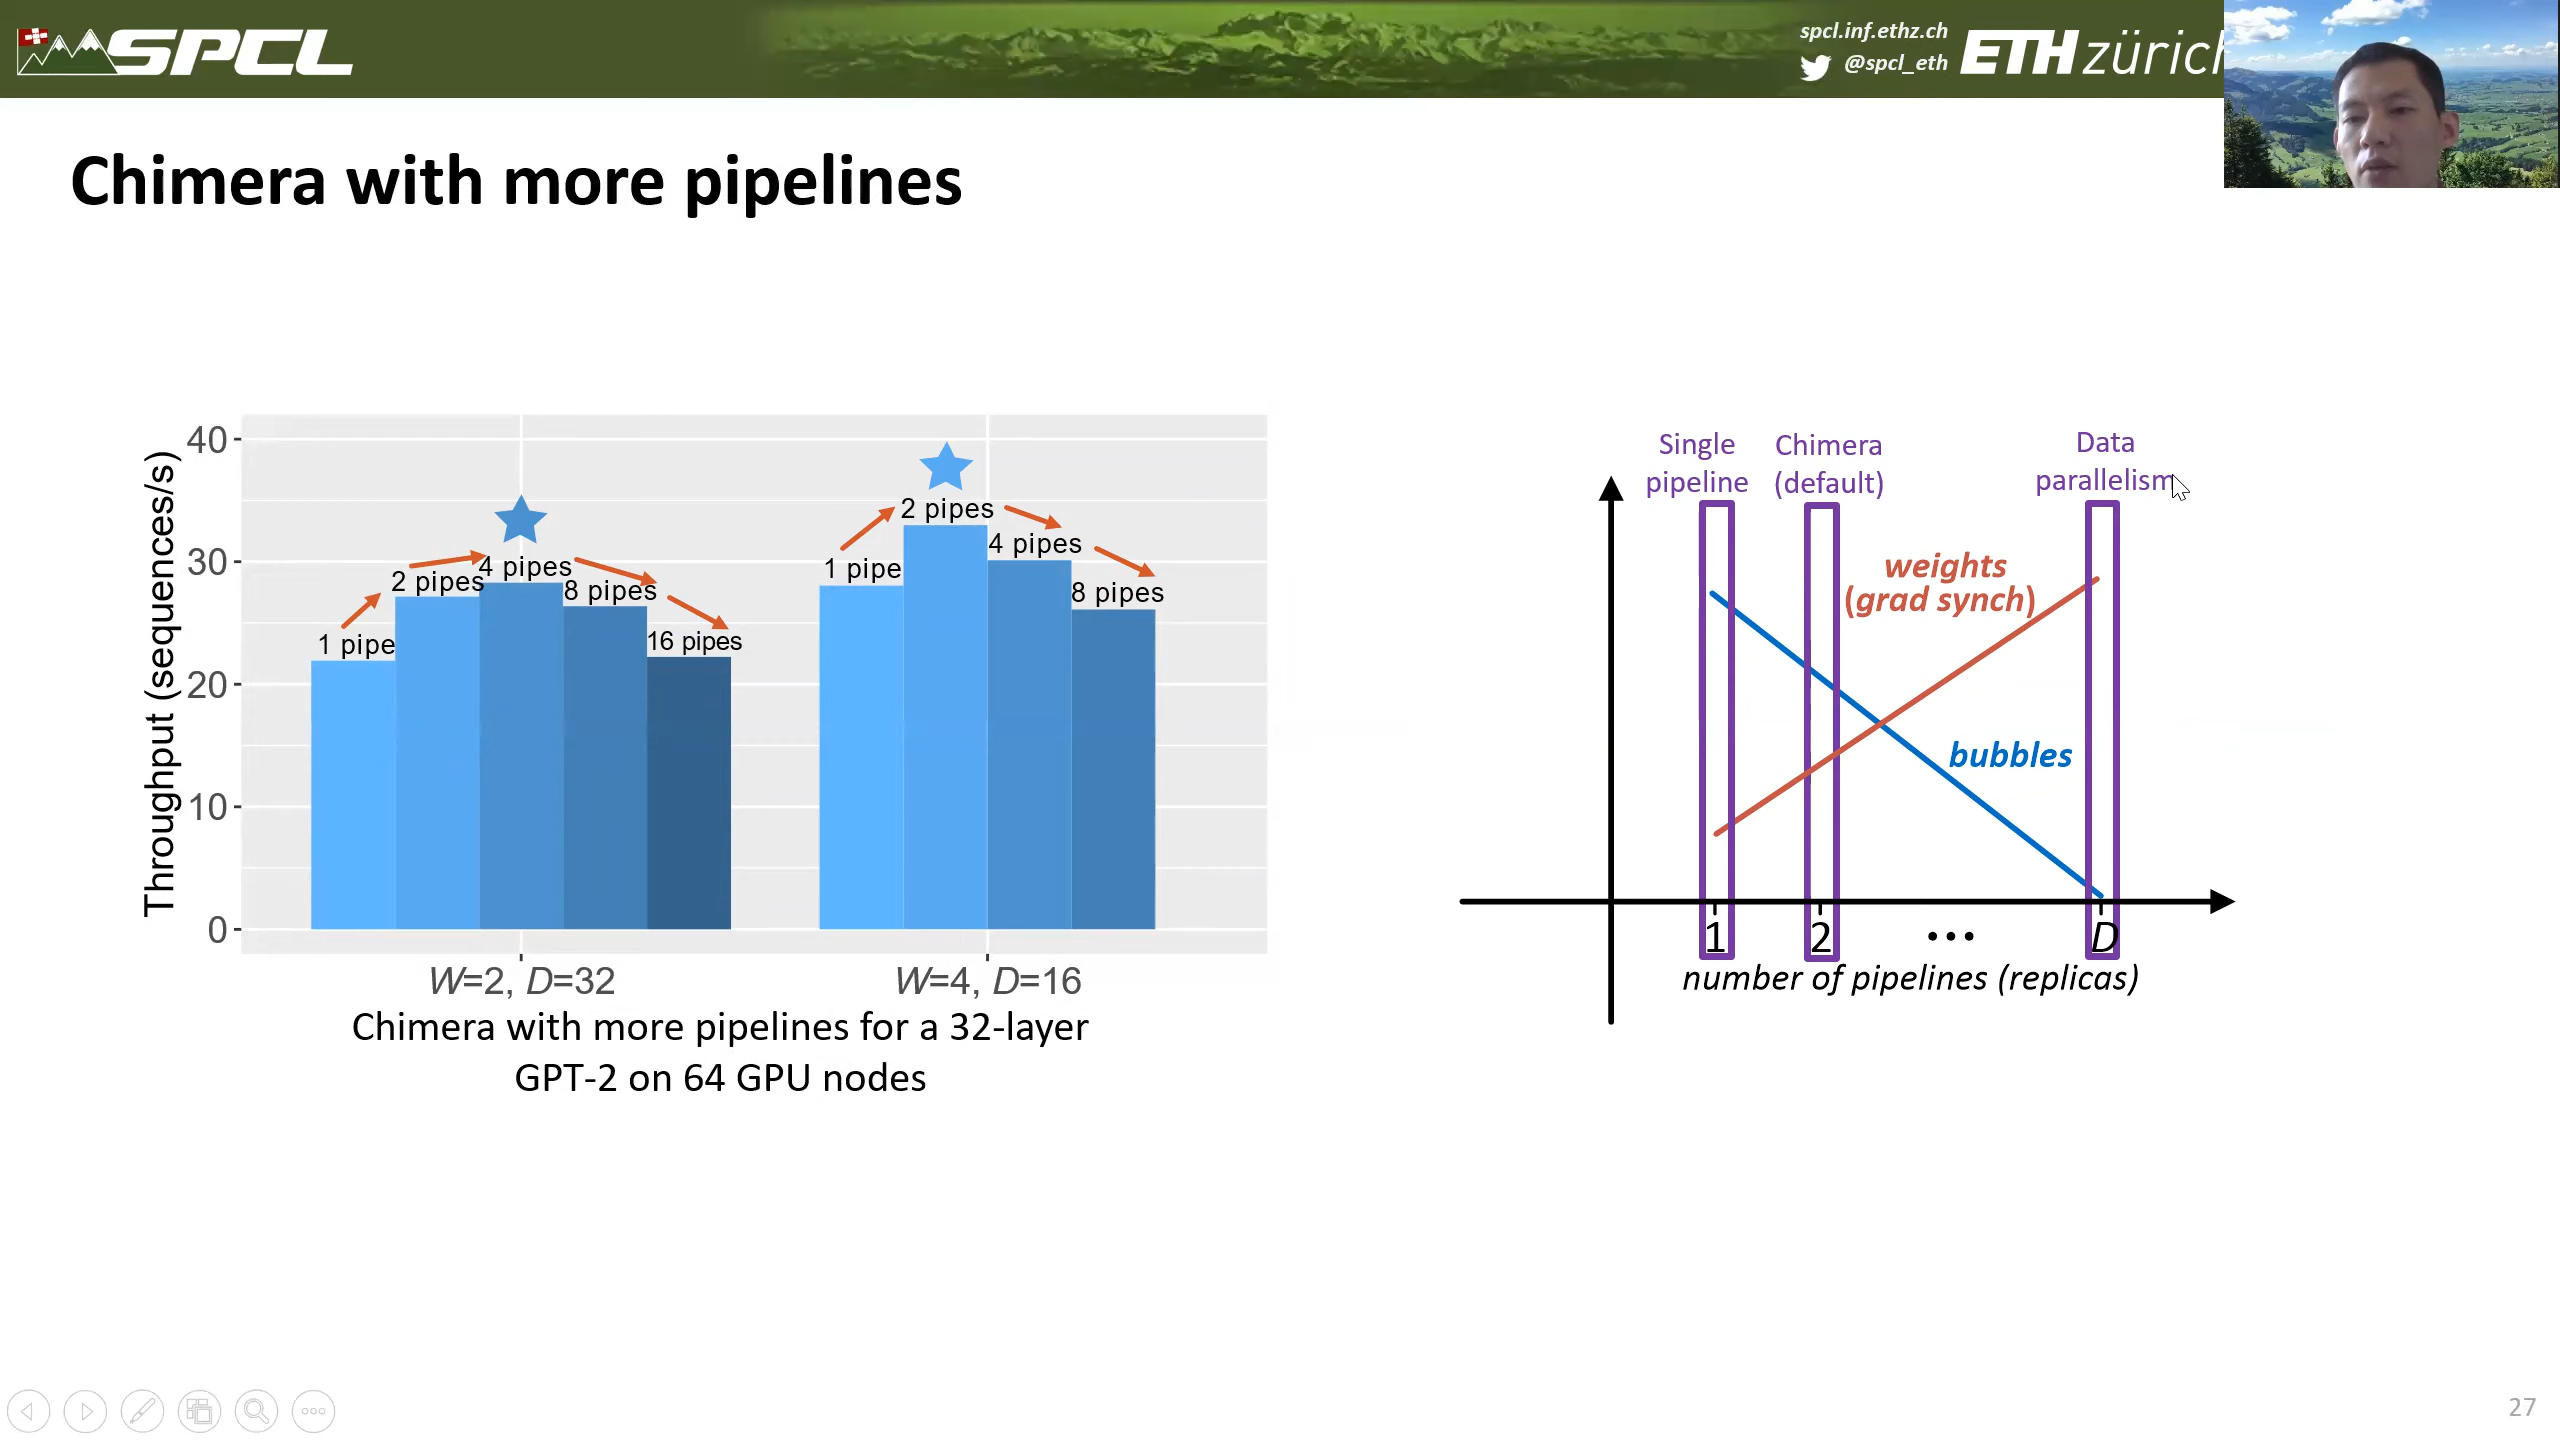 SPCL
spcl.inf.ethz.ch
@spcl_eth
ETH züric
Chimera with more pipelines
Throughput (sequences/s)
40
30
20
10
0
1 pipe
2 pipes
4 pipes
8 pipes
16 pipes
1 pipe
2 pipes
4 pipes
8 pipes
W=2, D=32
W=4, D=16
Chimera with more pipelines for a 32-layer
GPT-2 on 64 GPU nodes
Single
pipeline
Chimera
(default)
Data
parallelism
weights
(grad synch)
bubbles
1
2
...
D
number of pipelines (replicas)
27